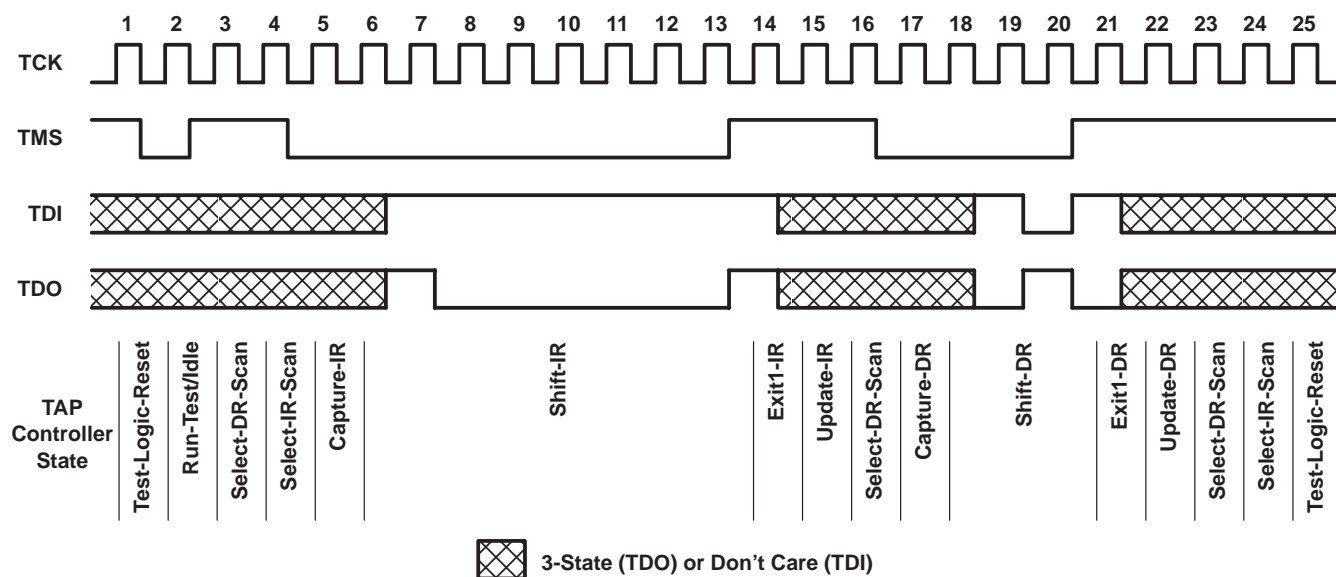 1 2 3 4 5 6 7 8 9 10 11 12 13 14 15 16 17 18 19 20 21 22 23 24 25
TCK
TMS
TDI
TDO
TAP
Controller
State
Test-Logic-Reset
Run-Test/Idle
Select-DR-Scan
Select-IR-Scan
Capture-IR
Shift-IR
Exit1-IR
Update-IR
Select-DR-Scan
Capture-DR
Shift-DR
Exit1-DR
Update-DR
Select-DR-Scan
Select-IR-Scan
Test-Logic-Reset
3-State (TDO) or Don’t Care (TDI)